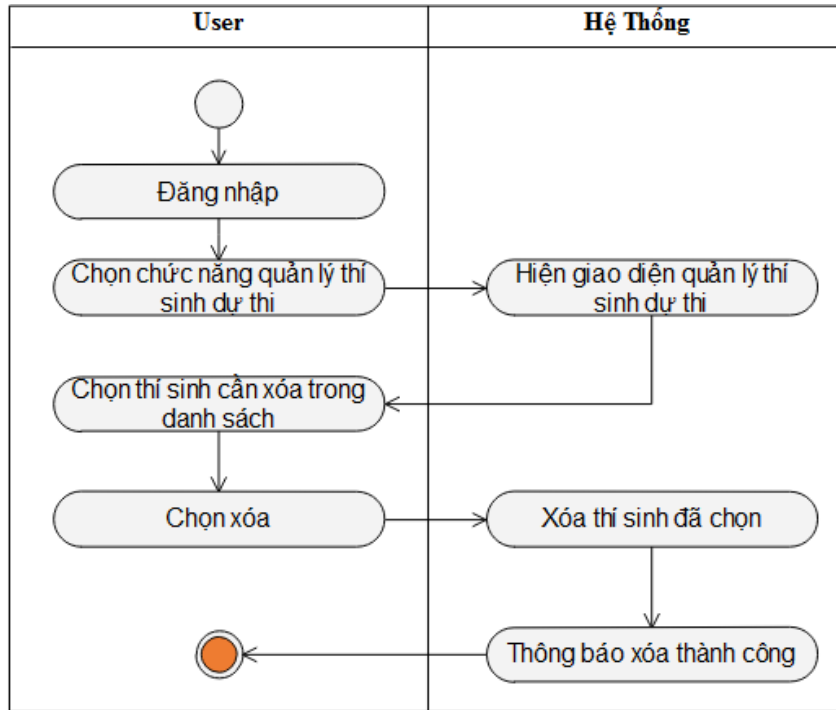 User
Hệ Thống
Đăng nhập
Chọn chức năng quản lý thí
sinh dự thi
Hiện giao diện quản lý thí
sinh dự thi
Chọn thí sinh cần xóa trong
danh sách
Chọn xóa
Xóa thí sinh đã chọn
Thông báo xóa thành công